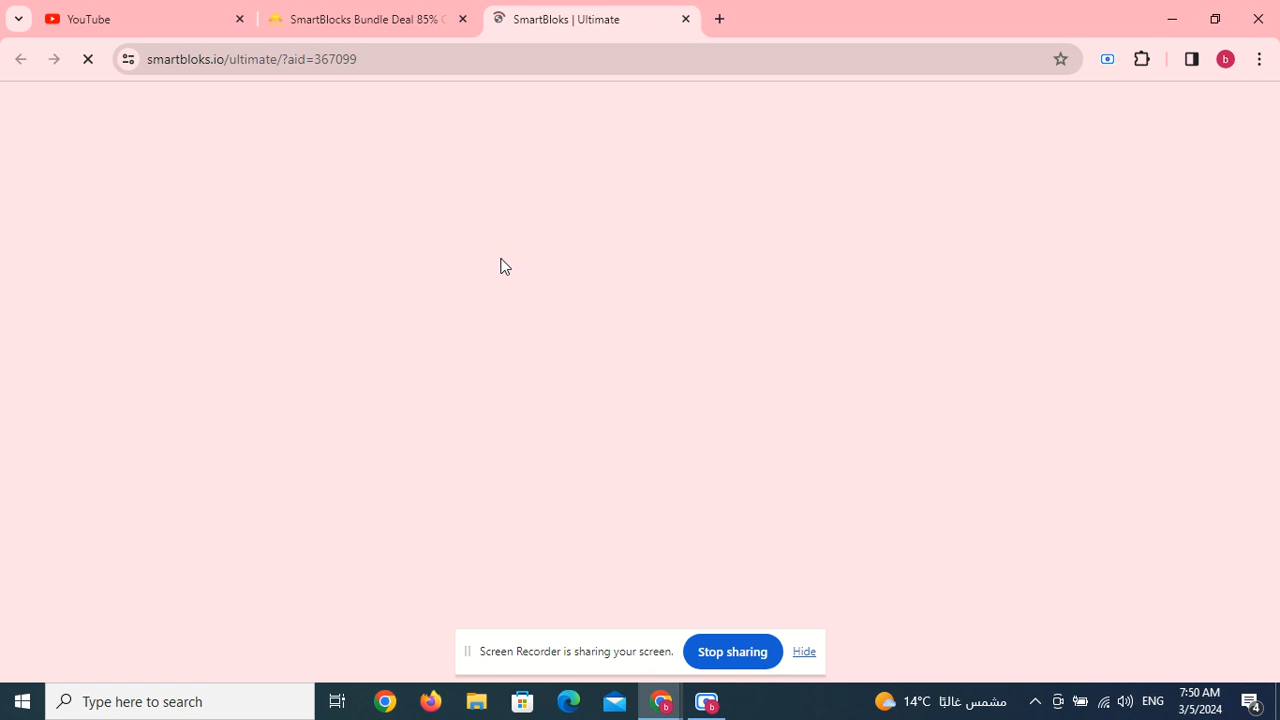 YouTube
SmartBlocks Bundle Deal 85%
SmartBloks | Ultimate
smartbloks.io/ultimate/?aid=367099
b
Screen Recorder is sharing your screen.
Stop sharing
Hide
Type here to search
b
b
14°C مشمس غالبًا
ENG
7:50 AM
3/5/2024
4